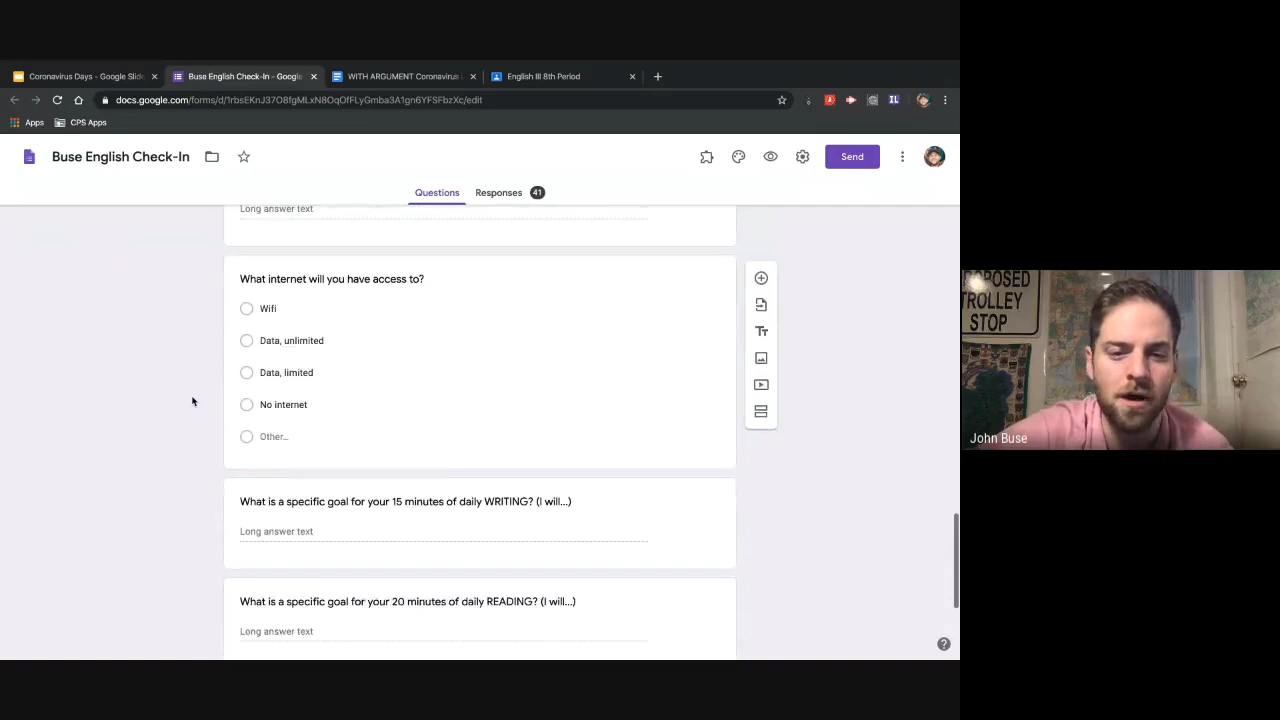 Coronavirus Days - Google Slide
Buse English Check-In - Google
WITH ARGUMENT Coronavirus
English III 8th Period
docs.google.com/forms/d/1rbsEKnJ37O8fgMLxN8OqOfFLyGmba3A1gn6YFSFbzXc/edit
Apps
CPS Apps
Buse English Check-In
Send
Questions
Responses 41
Long answer text
What internet will you have access to?
Wifi
Data, unlimited
Data, limited
No internet
Other...
What is a specific goal for your 15 minutes of daily WRITING? (I will...)
Long answer text
What is a specific goal for your 20 minutes of daily READING? (I will...)
Long answer text
TROLLEY
STOP
John Buse